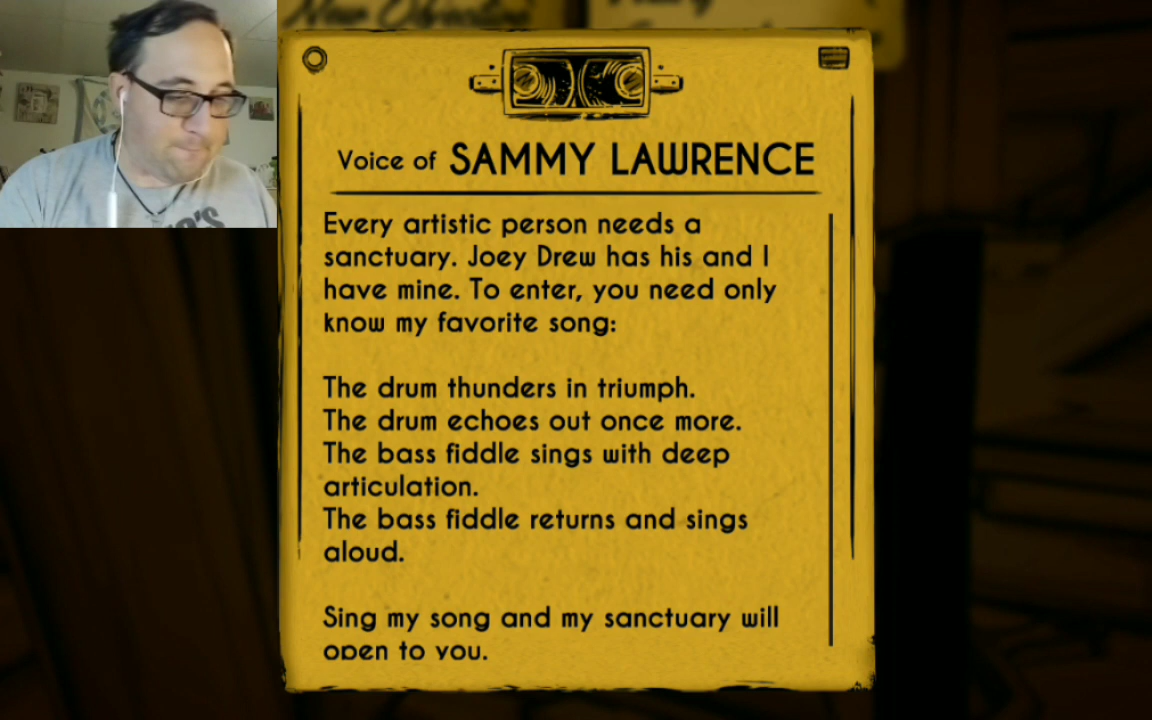 New Objective
Voice of SAMMY LAWRENCE
Every artistic person needs a
sanctuary. Joey Drew has his and I
have mine. To enter, you need only
know my favorite song:
The drum thunders in triumph.
The drum echoes out once more.
The bass fiddle sings with deep
articulation.
The bass fiddle returns and sings
aloud.
Sing my song and my sanctuary will
open to you.